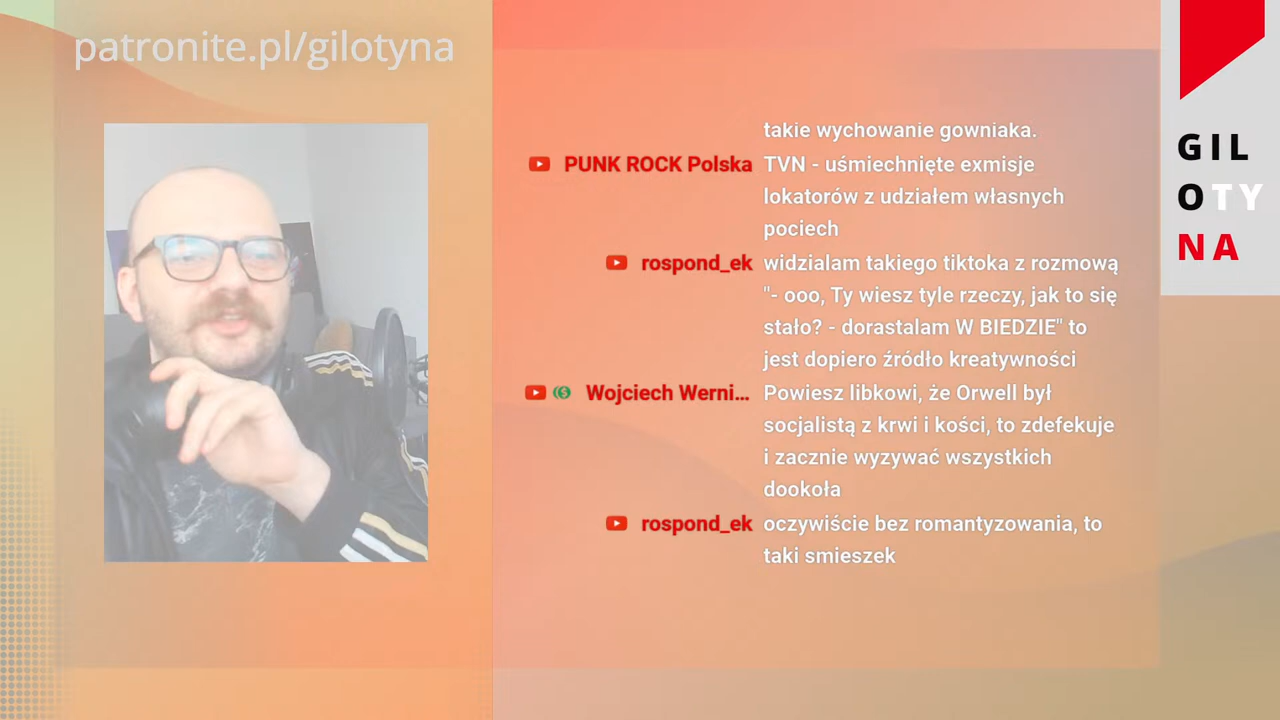 patronite.pl/gilotyna
takie wychowanie gowniaka.
PUNK ROCK Polska TVN - uśmiechnięte exmisje
lokatorów z udziałem własnych
pociech
rospond_ek widzialam takiego tiktoka z rozmową
"- ooo, Ty wiesz tyle rzeczy, jak to się
stało? - dorastalam W BIEDZIE" to
jest dopiero źródło kreatywności
Wojciech Werni... Powiesz libkowi, że Orwell był
socjalistą z krwi i kości, to zdefekuje
i zacznie wyzywać wszystkich
dookoła
rospond_ek oczywiście bez romantyzowania, to
taki smieszek
GIL
OTY
NA